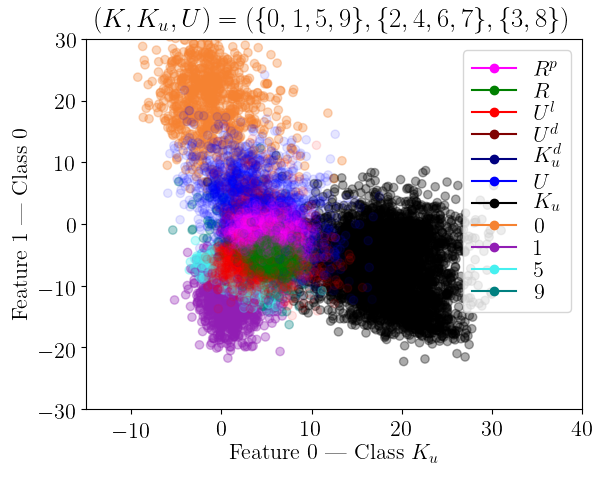 (K, K_u, U) = ({0, 1, 5, 9}, {2, 4, 6, 7}, {3, 8})
30
20
10
0
−10
−20
−30
Feature 1 — Class 0
R^p
R
U^l
U^d
K_u^d
U
K_u
0
1
5
9
−10
0
10
20
30
40
Feature 0 — Class K_u